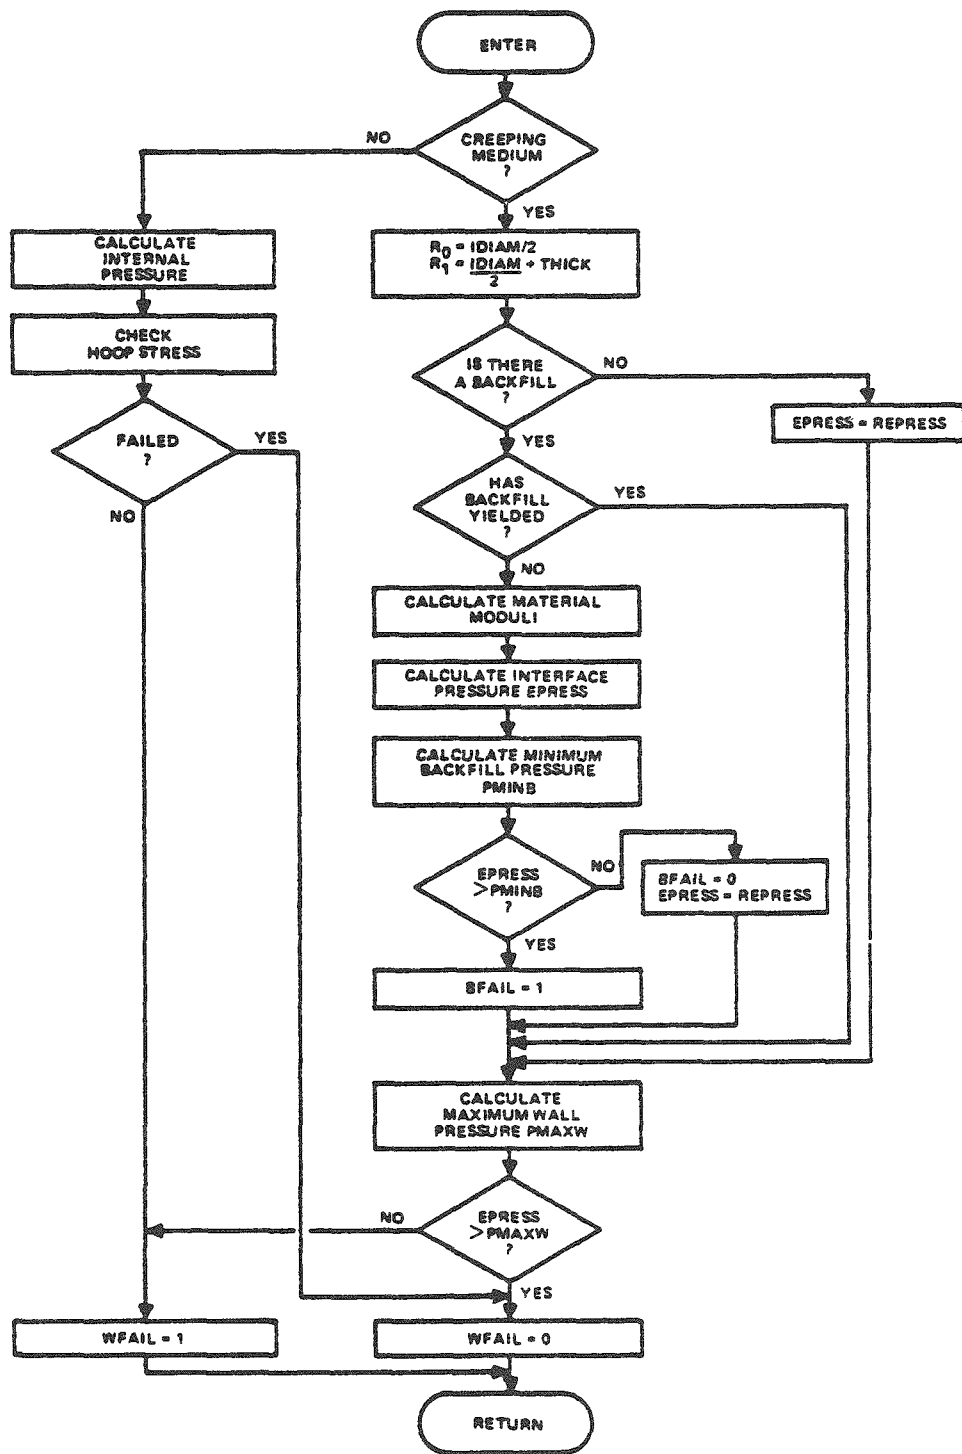 ENTER
CREEPING
MEDIUM
?
NO
YES
CALCULATE
INTERNAL
PRESSURE
R0 = IDIAM/2
R1 = IDIAM + THICK
2
CHECK
HOOP STRESS
IS THERE
A BACKFILL
?
NO
YES
EPRESS = REPRESS
FAILED
?
YES
NO
HAS
BACKFILL
YIELDED
?
YES
NO
CALCULATE MATERIAL
MODULI
CALCULATE INTERFACE
PRESSURE EPRESS
CALCULATE MINIMUM
BACKFILL PRESSURE
PMINB
EPRESS
>PMINB
?
NO
YES
BFAIL = 0
EPRESS = REPRESS
BFAIL = 1
CALCULATE
MAXIMUM WALL
PRESSURE PMAXW
EPRESS
>PMAXW
?
NO
YES
WFAIL = 1
WFAIL = 0
RETURN